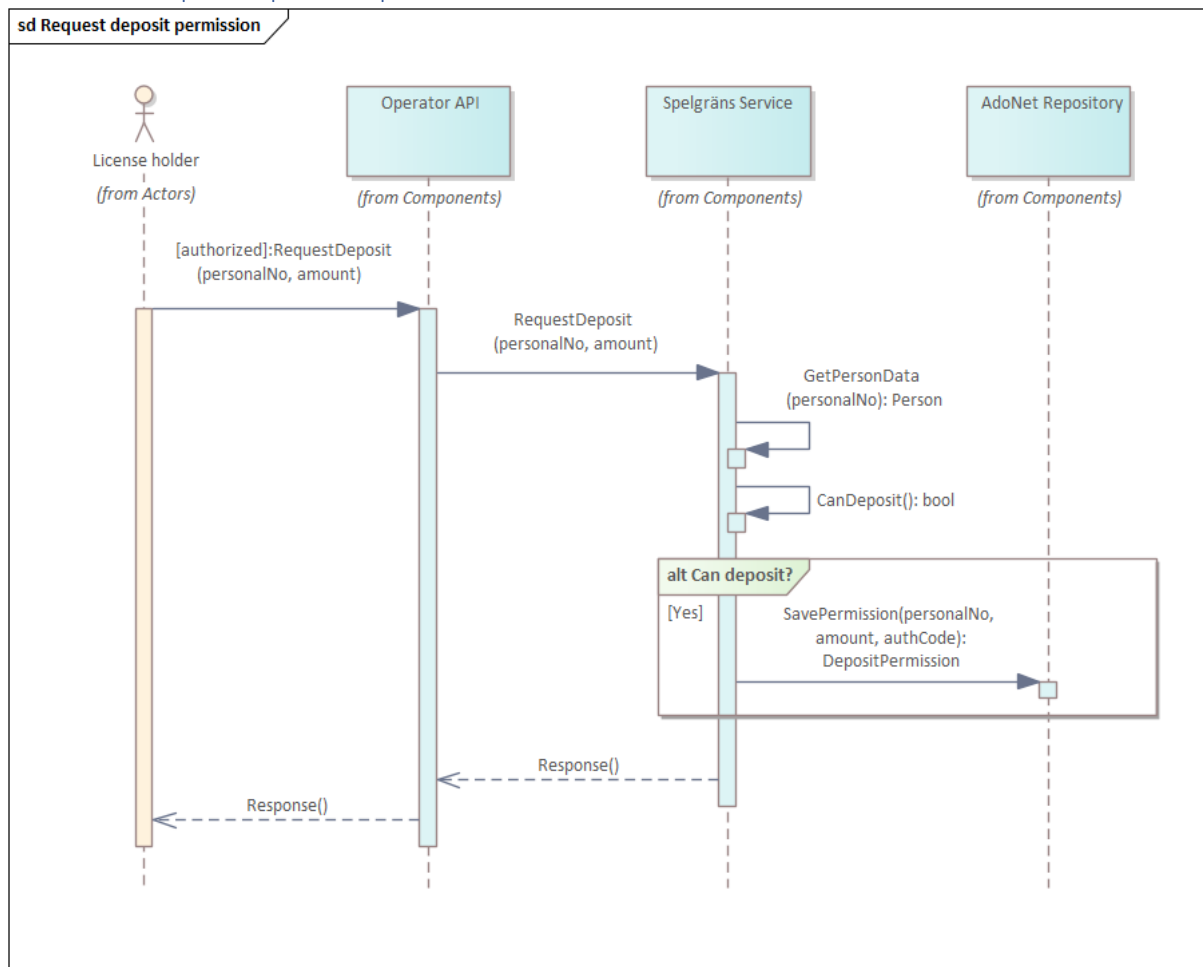 sd Request deposit permission
License holder
(from Actors)
Operator API
(from Components)
Spelgräns Service
(from Components)
AdoNet Repository
(from Components)
[authorized]:RequestDeposit
(personalNo, amount)
RequestDeposit
(personalNo, amount)
GetPersonData
(personalNo): Person
CanDeposit(): bool
alt Can deposit?
[Yes]
SavePermission(personalNo,
amount, authCode):
DepositPermission
Response()
Response()